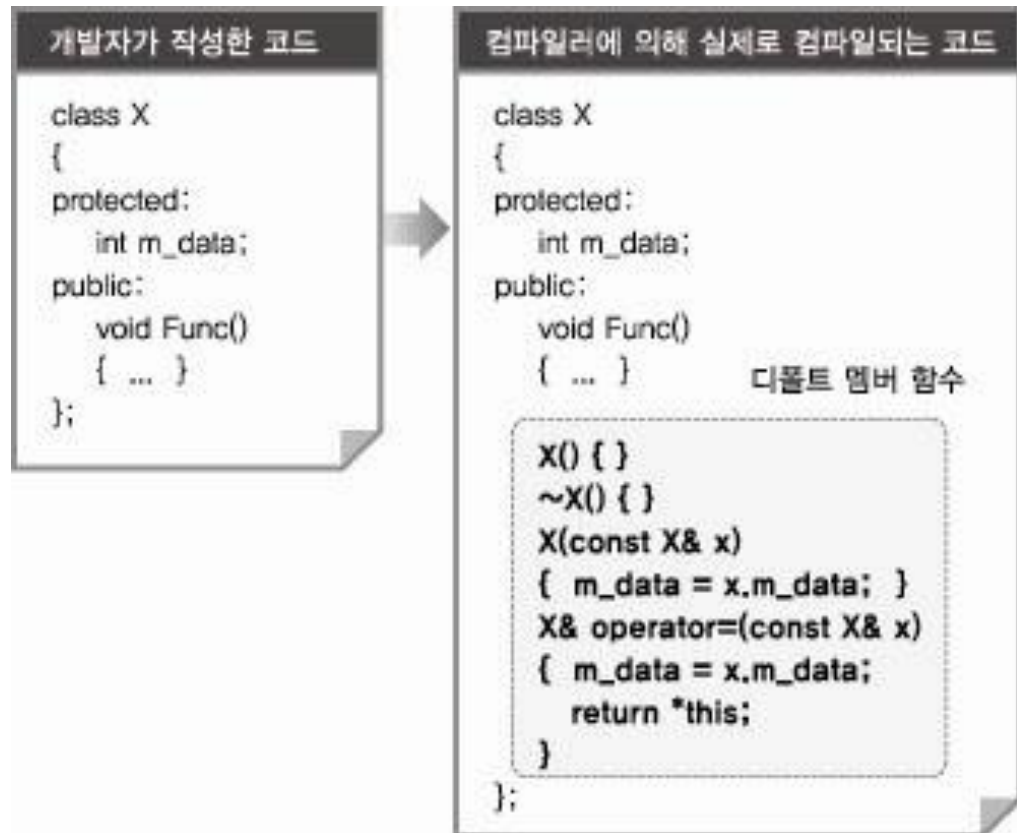 개발자가 작성한 코드
class X
{
protected:
int m_data;
public:
void Func()
{ ... }
};
컴파일러에 의해 실제로 컴파일되는 코드
class X
{
protected:
int m_data;
public:
void Func()
{ ... }
디폴트 멤버 함수
X() { }
~X() { }
X(const X& x)
{ m_data = x.m_data; }
X& operator=(const X& x)
{ m_data = x.m_data;
return *this;
}
};